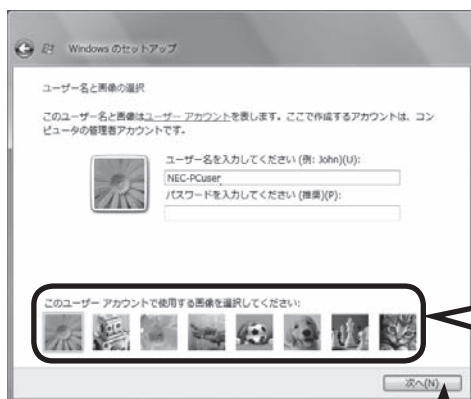 Windows のセットアップ
ユーザー名と画像の選択
このユーザー名と画像はユーザー アカウントを表します。ここで作成するアカウントは、コン
ピュータの管理者アカウントです。
ユーザー名を入力してください (例: John)(U):
NEC-PCuser
パスワードを入力してください (推奨)(P):
このユーザー アカウントで使用する画像を選択してください:
次へ(N)